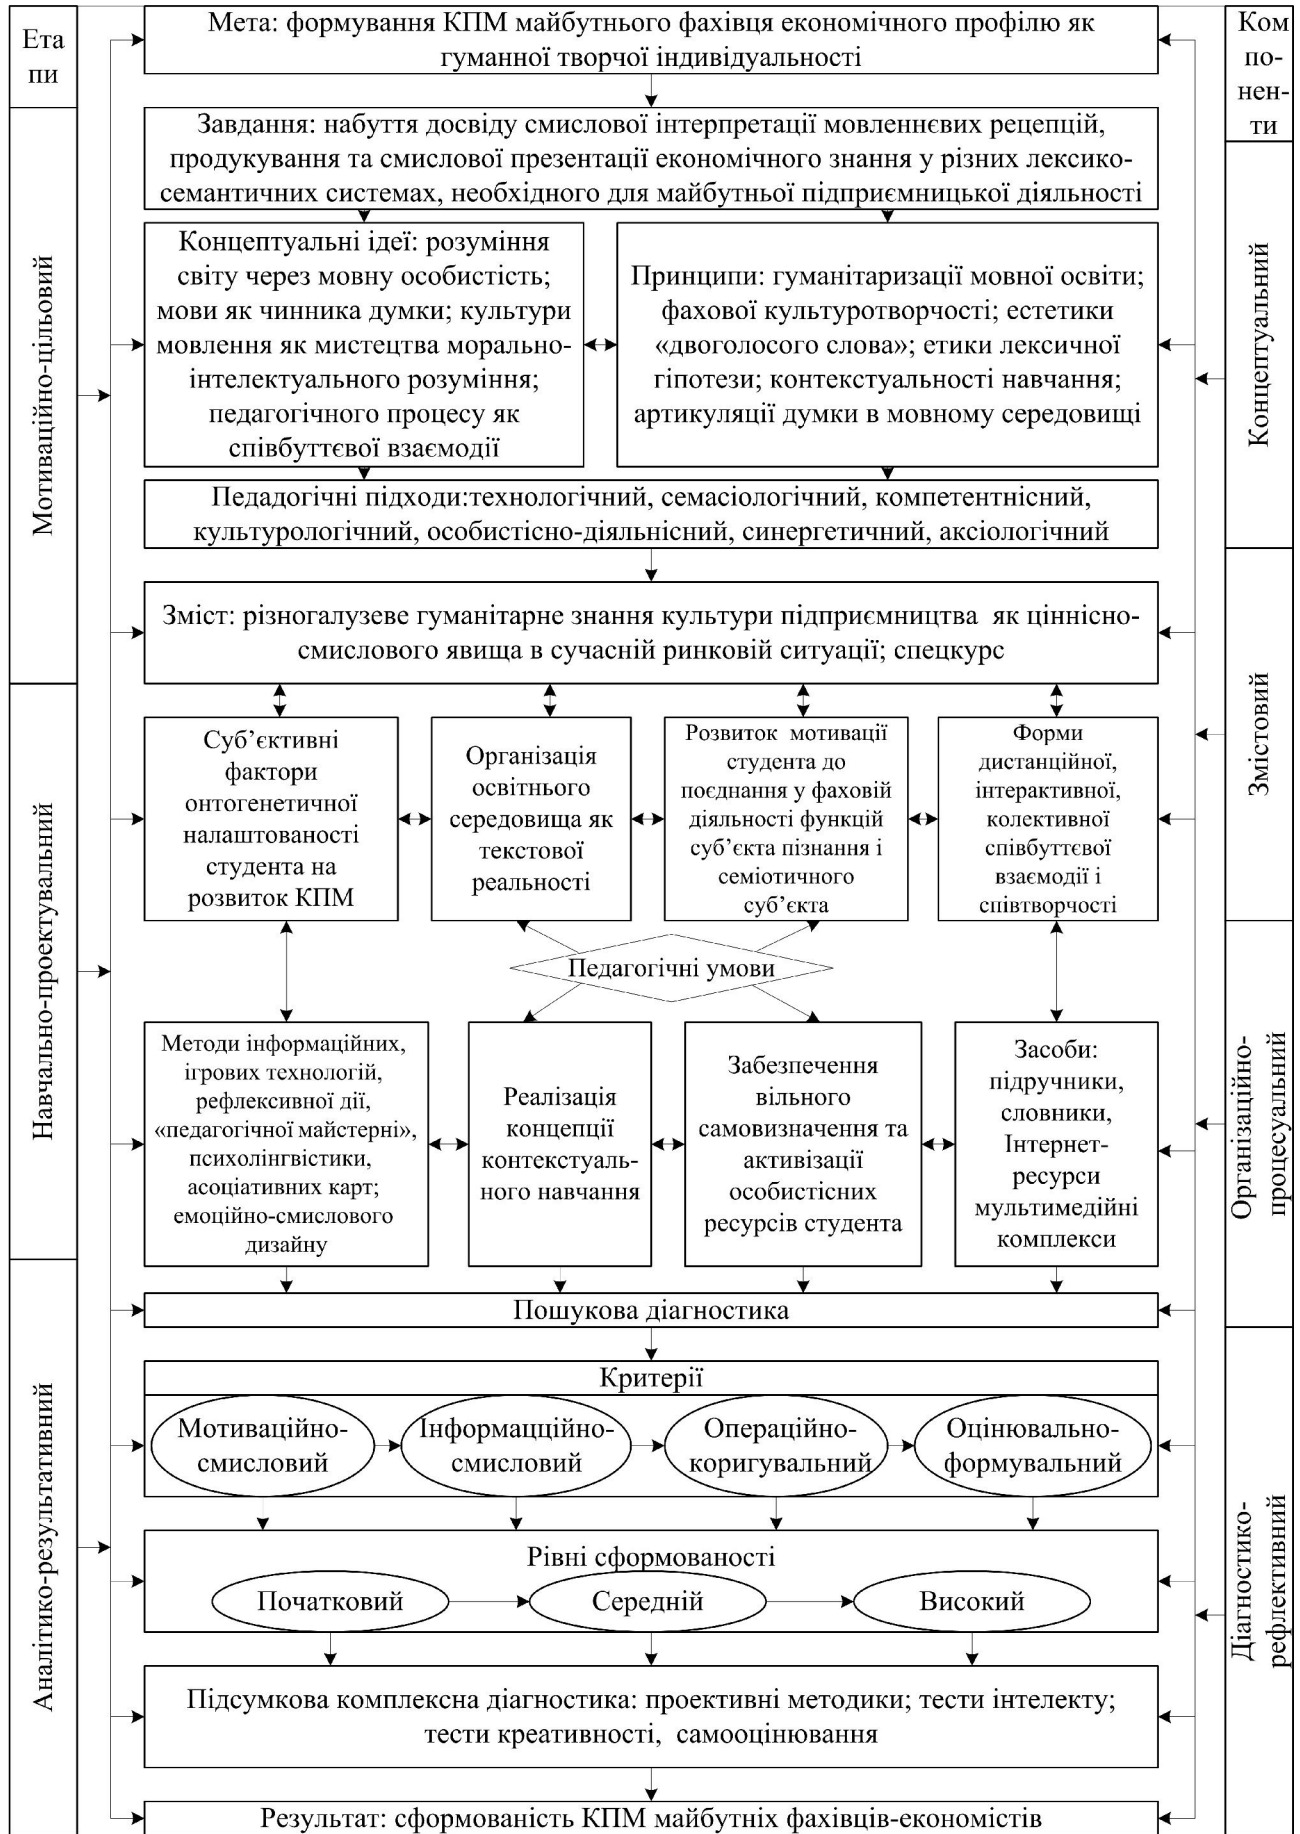 Ета
пи
Мета: формування КПМ майбутнього фахівця економічного профілю як
гуманної творчої індивідуальності
Ком
по-
нен-
ти
Мотиваційно-цільовий
Завдання: набуття досвіду смислової інтерпретації мовленнєвих рецепцій,
продукування та смислової презентації економічного знання у різних лексико-
семантичних системах, необхідного для майбутньої підприємницької діяльності
Концептуальні ідеї: розуміння
світу через мовну особистість;
мови як чинника думки; культури
мовлення як мистецтва морально-
інтелектуального розуміння;
педагогічного процесу як
співбуттєвої взаємодії
Принципи: гуманітаризації мовної освіти;
фахової культуротворчості; естетики
«двоголосого слова»; етики лексичної
гіпотези; контекстуальності навчання;
артикуляції думки в мовному середовищі
Концептуальний
Педадогічні підходи:технологічний, семасіологічний, компетентнісний,
культурологічний, особистісно-діяльнісний, синергетичний, аксіологічний
Зміст: різногалузеве гуманітарне знання культури підприємництва як ціннісно-
смислового явища в сучасній ринковій ситуації; спецкурс
Змістовий
Навчально-проектувальний
Суб’єктивні
фактори
онтогенетичної
налаштованості
студента на
розвиток КПМ
Організація
освітнього
середовища як
текстової
реальності
Розвиток мотивації
студента до
поєднання у фаховій
діяльності функцій
суб’єкта пізнання і
семіотичного
суб’єкта
Форми
дистанційної,
інтерактивної,
колективної
співбуттєвої
взаємодії і
співтворчості
Педагогічні умови
Методи інформаційних,
ігрових технологій,
рефлексивної дії,
«педагогічної майстерні»,
психолінгвістики,
асоціативних карт;
емоційно-смислового
дизайну
Реалізація
концепції
контекстуаль-
ного навчання
Забезпечення
вільного
самовизначення та
активізації
особистісних
ресурсів студента
Засоби:
підручники,
словники,
Інтернет-
ресурси
мультимедійні
комплекси
Організаційно-
процесуальний
Пошукова діагностика
Аналітико-результативний
Критерії
Мотиваційно-
смисловий
Інформацційно-
смисловий
Операційно-
коригувальний
Оцінювально-
формувальний
Рівні сформованості
Початковий
Середній
Високий
Діагностико-
рефлективний
Підсумкова комплексна діагностика: проективні методики; тести інтелекту;
тести креативності, самооцінювання
Результат: сформованість КПМ майбутніх фахівців-економістів